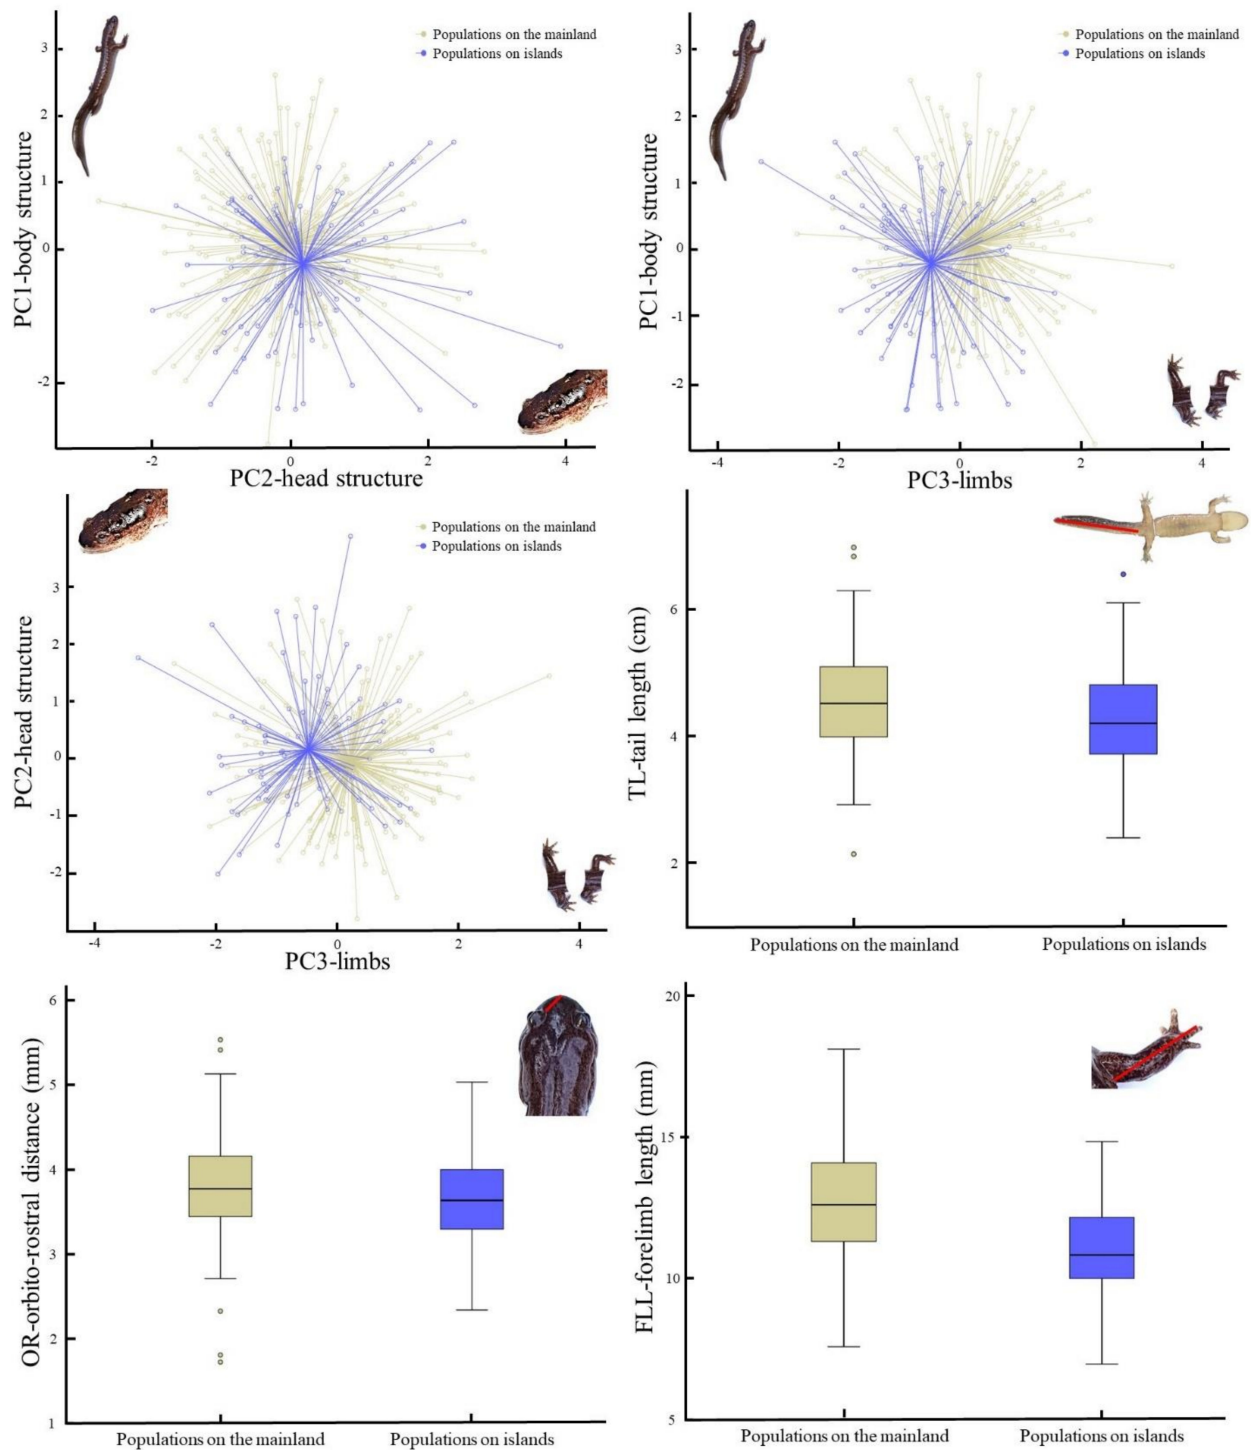 Populations on the mainland
Populations on islands
PC1-body structure
3
2
1
0
-2
-2
0
2
4
PC2-head structure
Populations on the mainland
Populations on islands
PC1-body structure
3
2
1
0
-1
-2
-4
-2
0
2
4
PC3-limbs
Populations on the mainland
Populations on islands
PC2-head structure
3
2
1
0
-1
-2
-4
-2
0
2
4
PC3-limbs
TL-tail length (cm)
6
4
2
Populations on the mainland
Populations on islands
OR-orbito-rostral distance (mm)
6
5
4
3
2
1
Populations on the mainland
Populations on islands
FLL-forelimb length (mm)
20
15
10
5
Populations on the mainland
Populations on islands